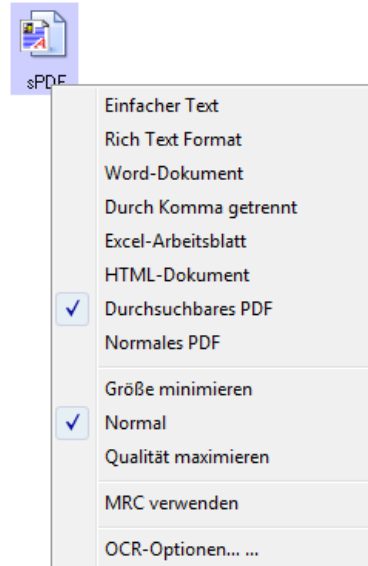 sPDF
Einfacher Text
Rich Text Format
Word-Dokument
Durch Komma getrennt
Excel-Arbeitsblatt
HTML-Dokument
Durchsuchbares PDF
Normales PDF
Größe minimieren
Normal
Qualität maximieren
MRC verwenden
OCR-Optionen... ...